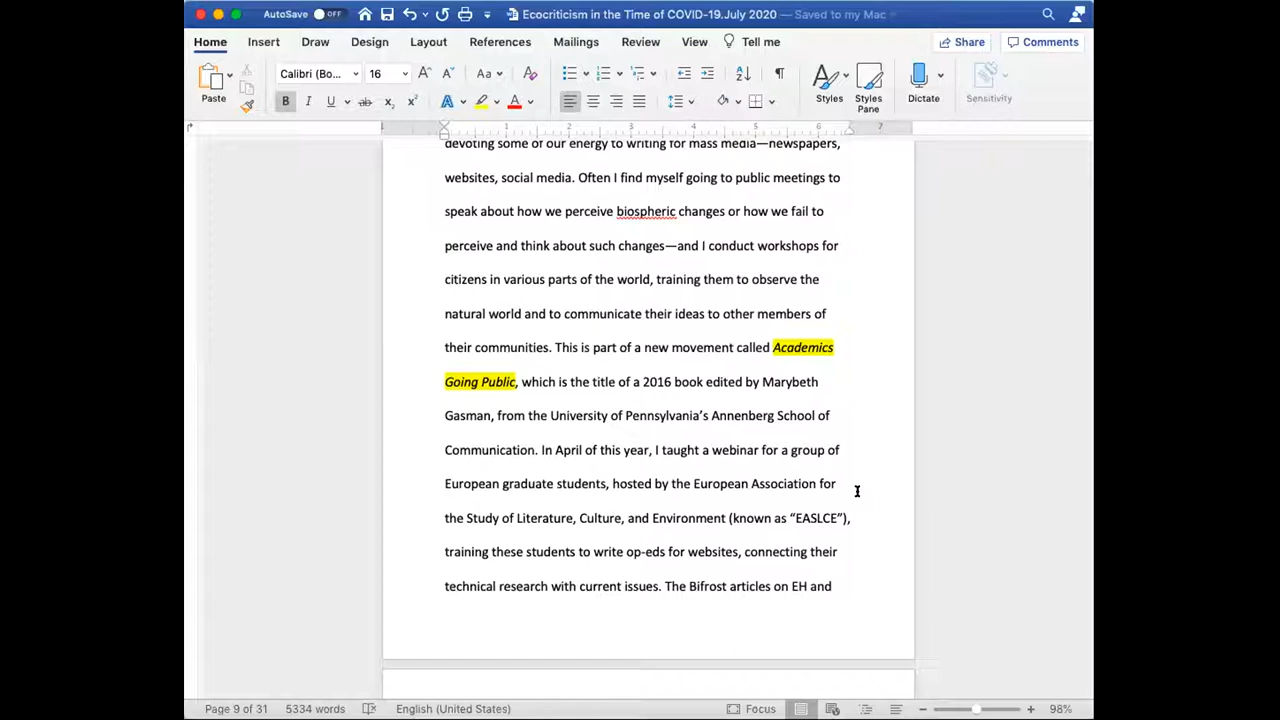 AutoSave OFF Ecocriticism in the Time of COVID-19.July 2020 — Saved to my Mac
Home Insert Draw Design Layout References Mailings Review View Tell me Share Comments
Calibri (Bo... 16
Paste Styles Styles Pane Dictate Sensitivity
1 1 2 3 4 5 6 7
devoting some of our energy to writing for mass media—newspapers,
websites, social media. Often I find myself going to public meetings to
speak about how we perceive biospheric changes or how we fail to
perceive and think about such changes—and I conduct workshops for
citizens in various parts of the world, training them to observe the
natural world and to communicate their ideas to other members of
their communities. This is part of a new movement called Academics
Going Public, which is the title of a 2016 book edited by Marybeth
Gasman, from the University of Pennsylvania’s Annenberg School of
Communication. In April of this year, I taught a webinar for a group of
European graduate students, hosted by the European Association for
the Study of Literature, Culture, and Environment (known as “EASLCE”),
training these students to write op-eds for websites, connecting their
technical research with current issues. The Bifrost articles on EH and
Page 9 of 31 5334 words English (United States) Focus 98%